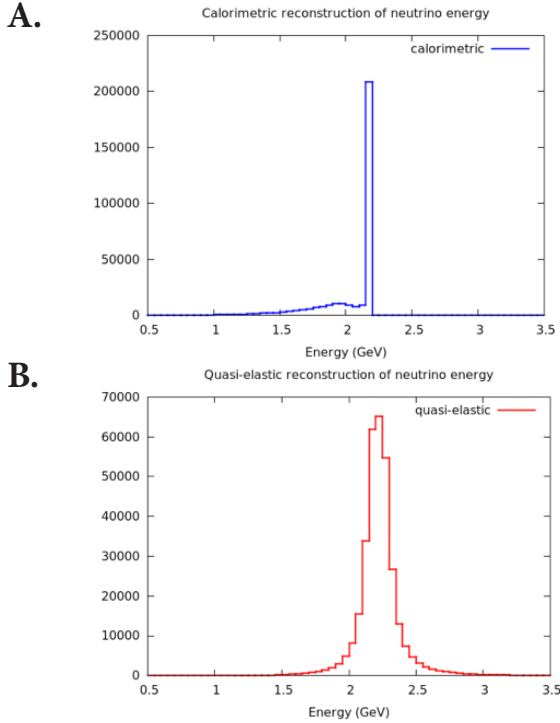 A.
Calorimetric reconstruction of neutrino energy
250000
calorimetric
200000
150000
100000
50000
0
0.5 1 1.5 2 2.5 3 3.5
Energy (GeV)
B.
Quasi-elastic reconstruction of neutrino energy
70000
quasi-elastic
60000
50000
40000
30000
20000
10000
0
0.5 1 1.5 2 2.5 3 3.5
Energy (GeV)